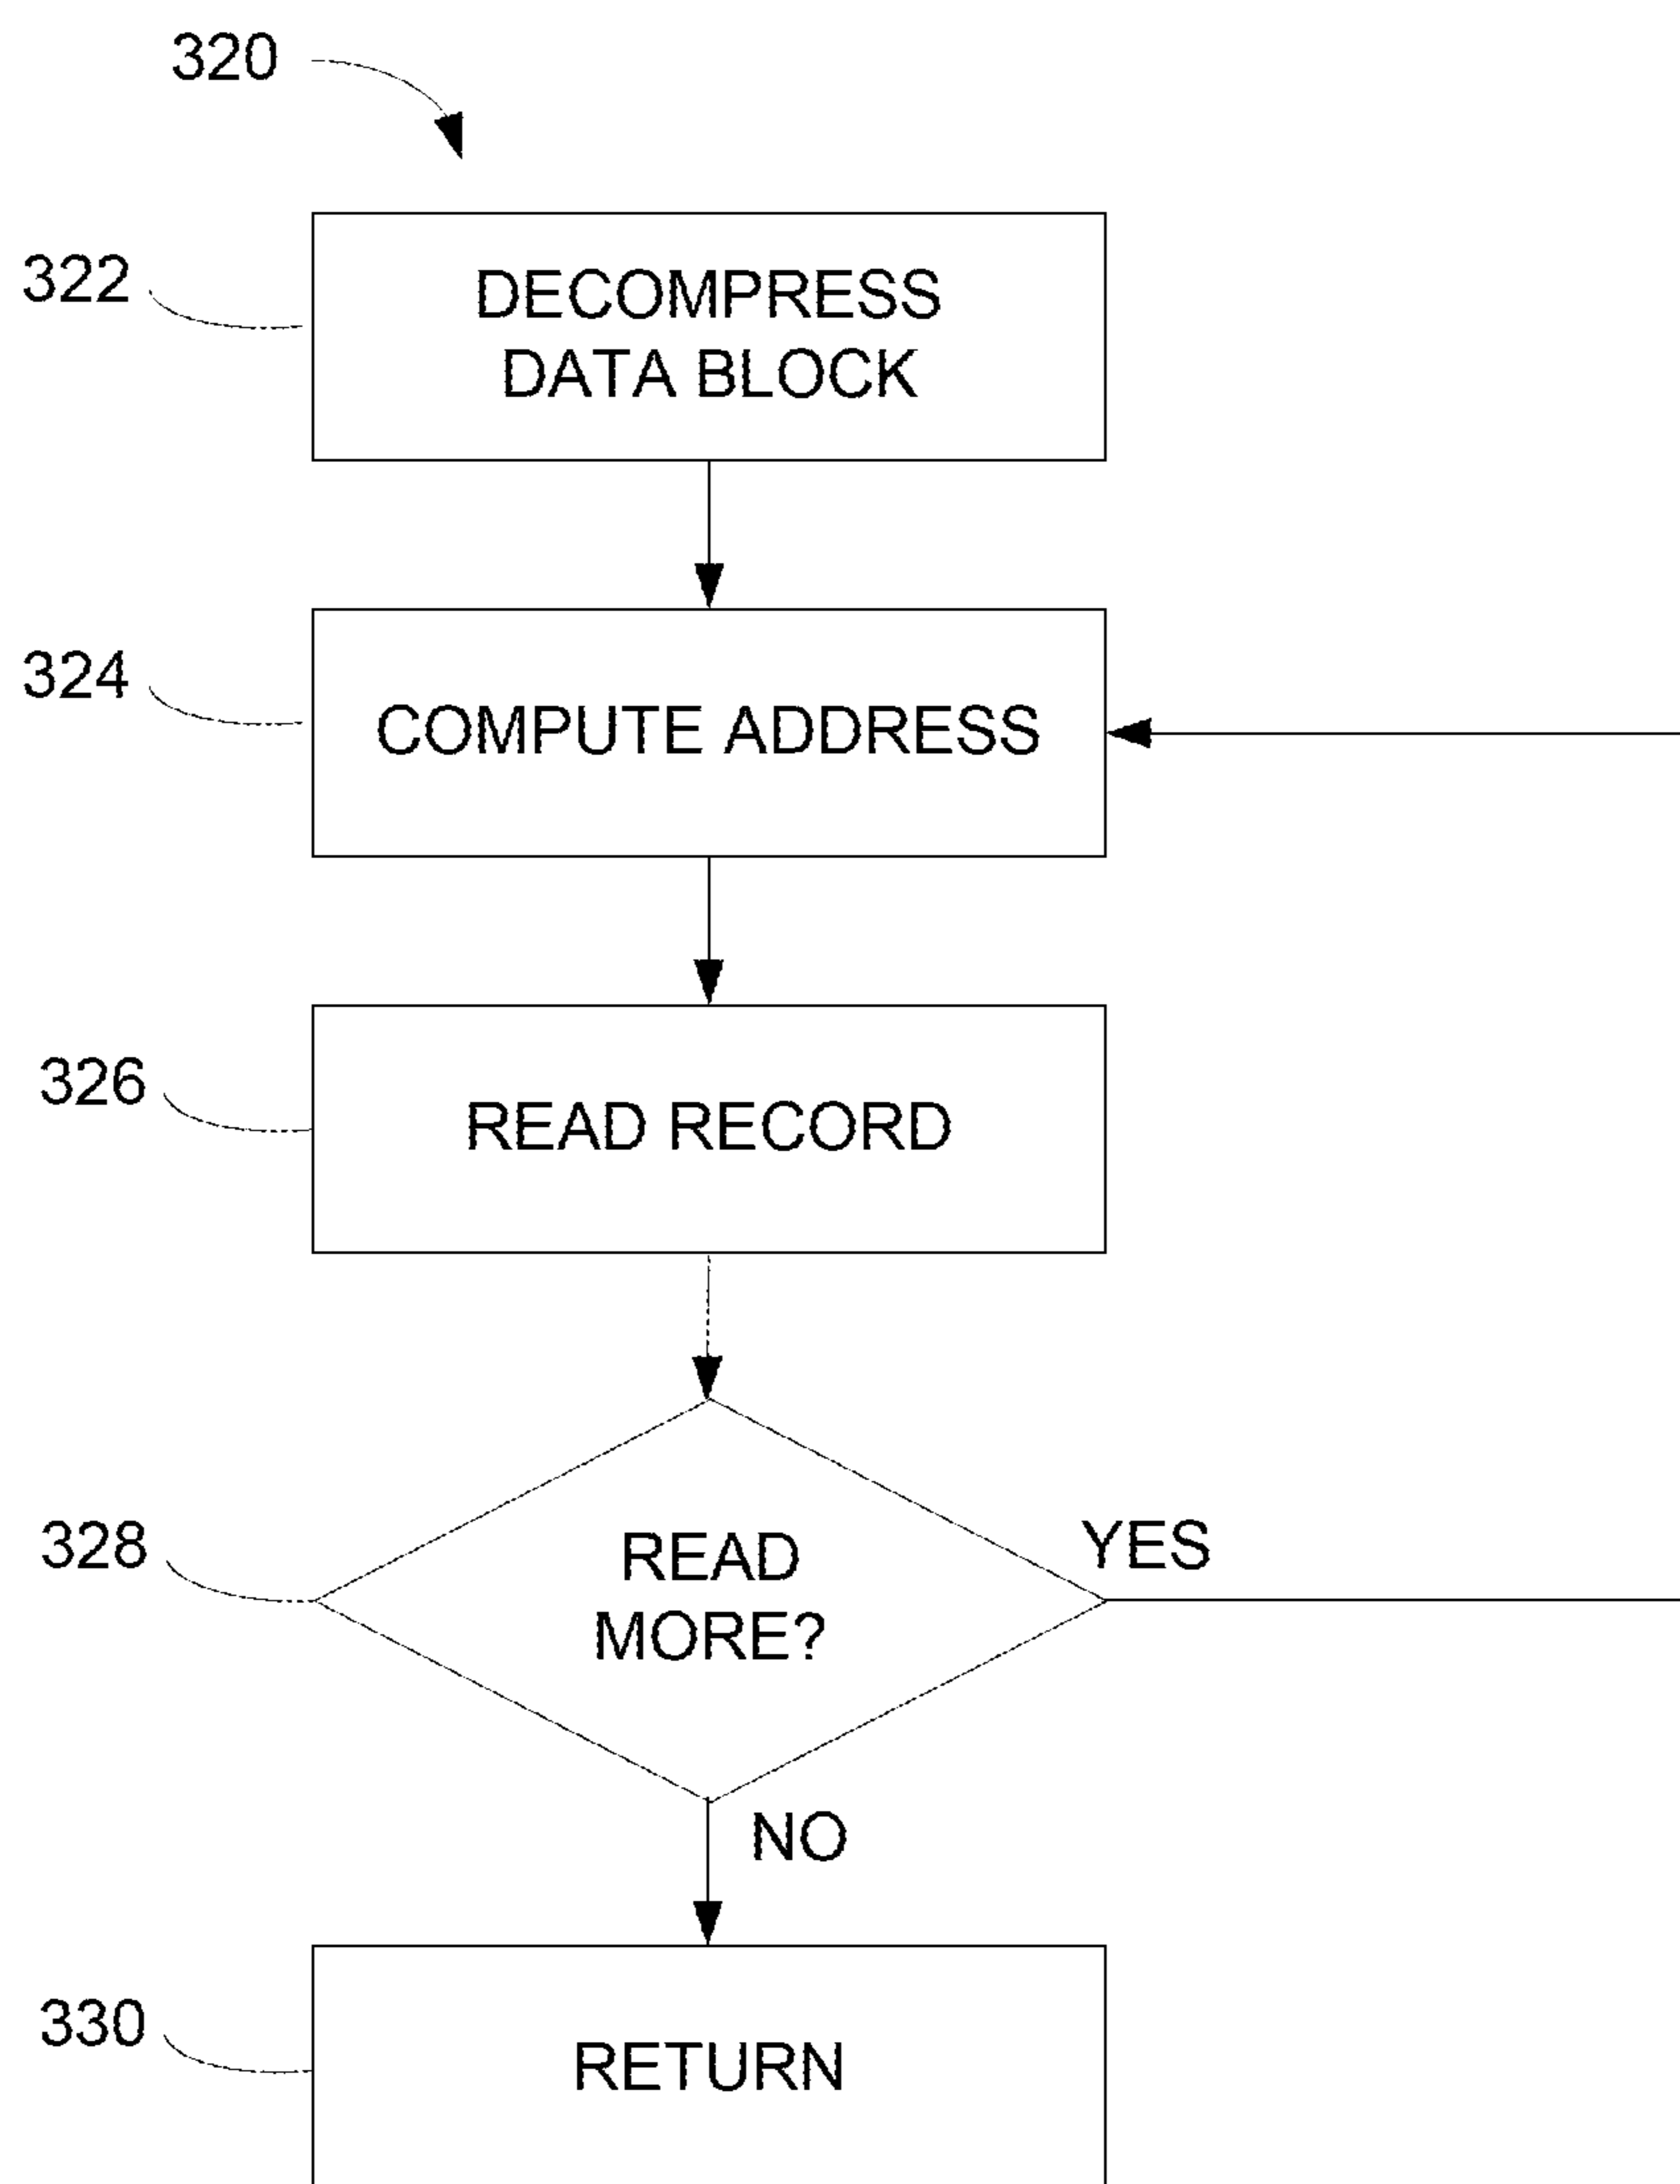 320
322
DECOMPRESS
DATA BLOCK
324
COMPUTE ADDRESS
326
READ RECORD
328
READ
MORE?
YES
NO
330
RETURN